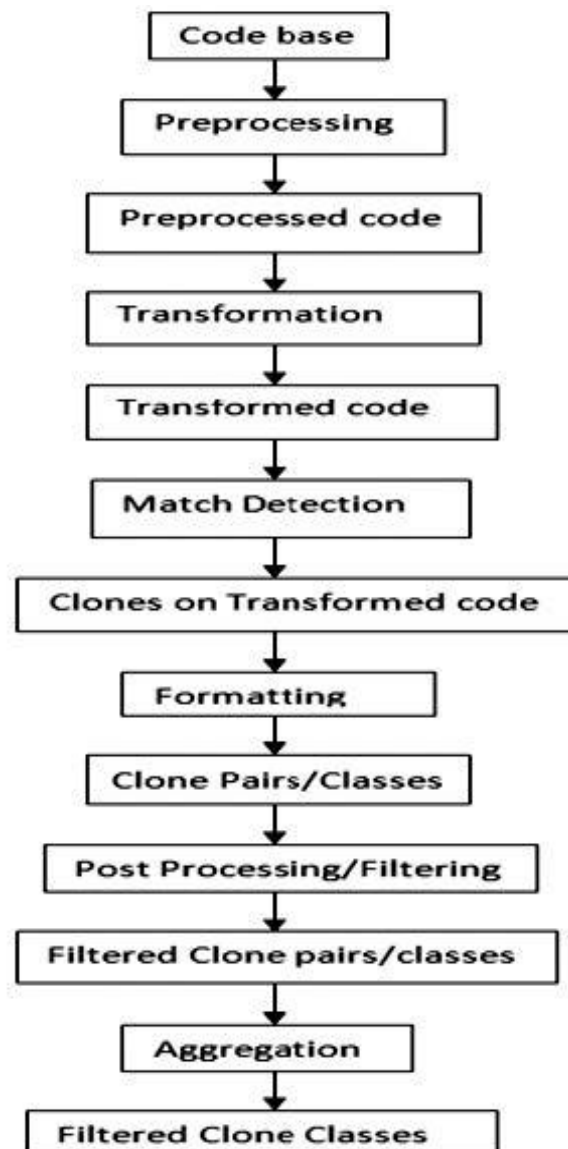 Code base
Preprocessing
Preprocessed code
Transformation
Transformed code
Match Detection
Clones on Transformed code
Formatting
Clone Pairs/Classes
Post Processing/Filtering
Filtered Clone pairs/classes
Aggregation
Filtered Clone Classes